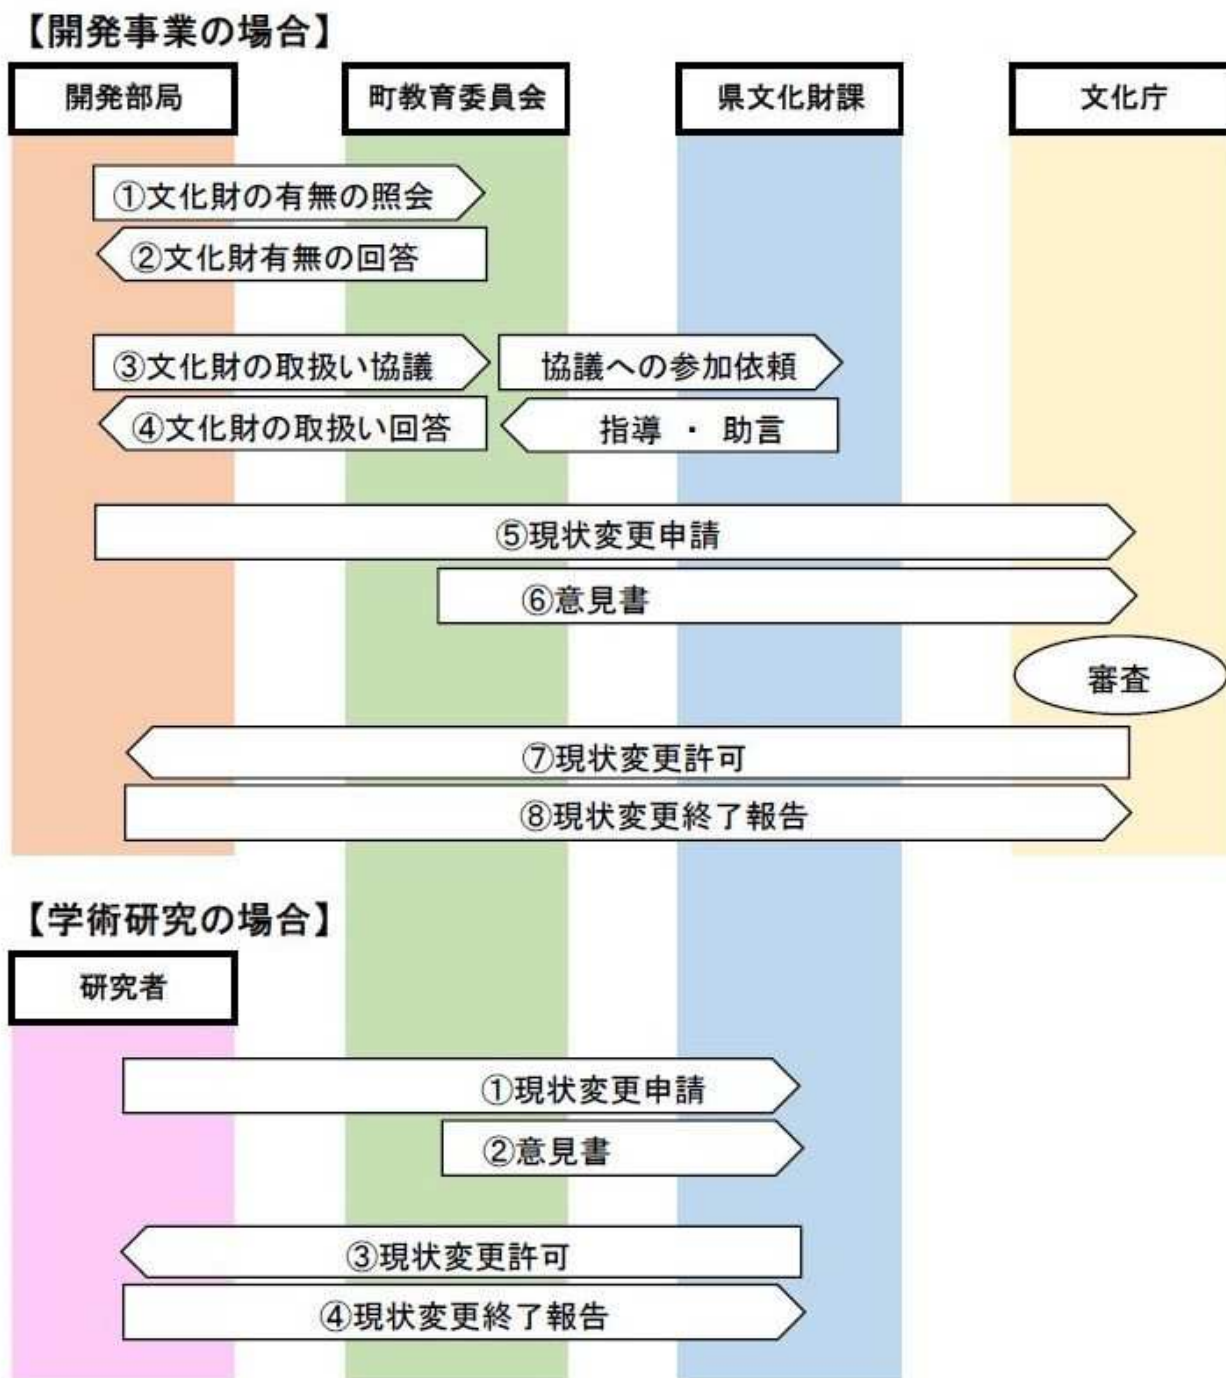 【開発事業の場合】
開発部局
町教育委員会
県文化財課
文化庁
①文化財の有無の照会
②文化財有無の回答
③文化財の取扱い協議
協議への参加依頼
④文化財の取扱い回答
指導 ・ 助言
⑤現状変更申請
⑥意見書
審査
⑦現状変更許可
⑧現状変更終了報告
【学術研究の場合】
研究者
①現状変更申請
②意見書
③現状変更許可
④現状変更終了報告